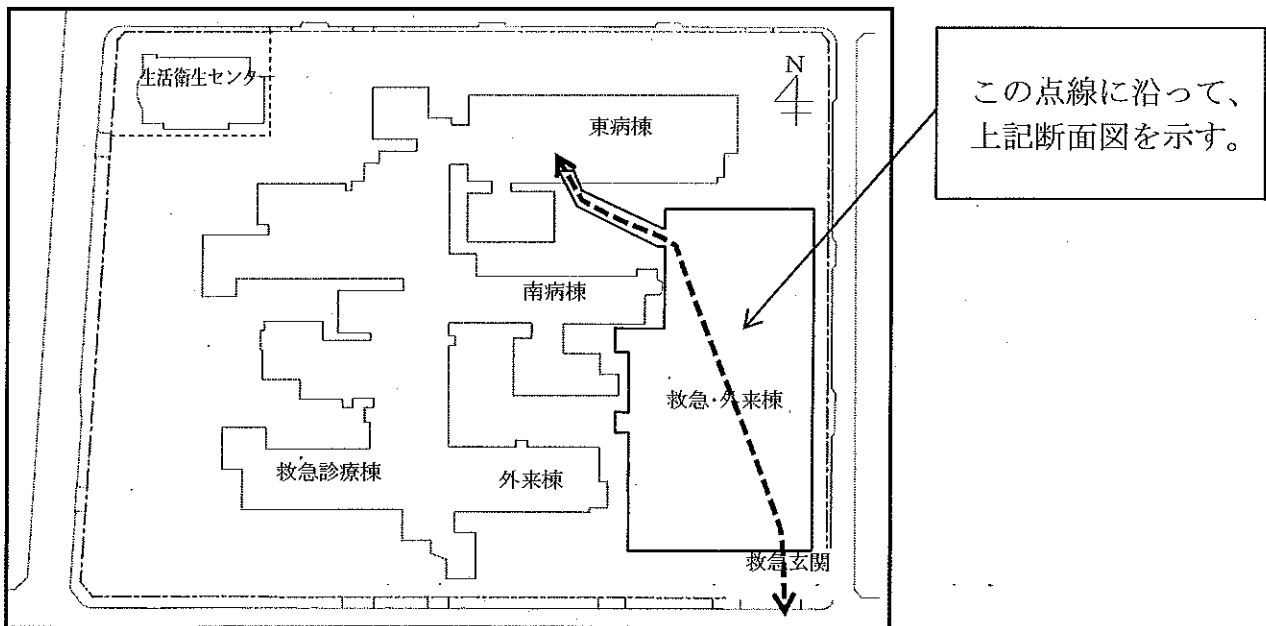 生活衛生センター
N
東病棟
南病棟
救急・外来棟
救急診療棟
外来棟
救急玄関
この点線に沿って、
上記断面図を示す。